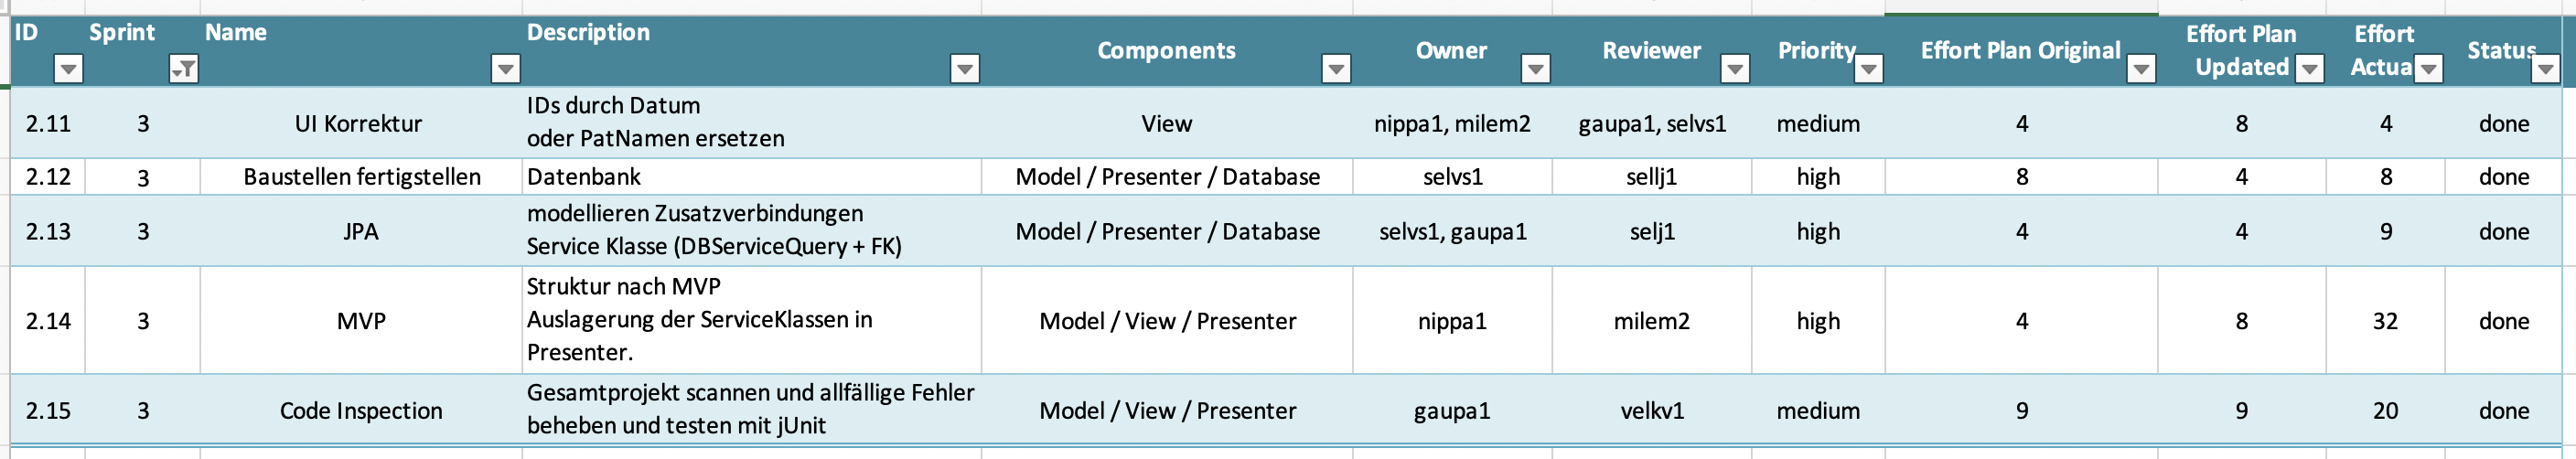 ID Sprint Name Description Components Owner Reviewer Priority Effort Plan Original Effort Plan Updated Effort Actua Status
2.11 3 UI Korrektur IDs durch Datum
oder PatNamen ersetzen View nippa1, milem2 gaupa1, selvs1 medium 4 8 4 done
2.12 3 Baustellen fertigstellen Datenbank Model / Presenter / Database selvs1 sellj1 high 8 4 8 done
2.13 3 JPA modellieren Zusatzverbindungen
Service Klasse (DBServiceQuery + FK) Model / Presenter / Database selvs1, gaupa1 selj1 high 4 4 9 done
2.14 3 MVP Struktur nach MVP
Auslagerung der ServiceKlassen in
Presenter. Model / View / Presenter nippa1 milem2 high 4 8 32 done
2.15 3 Code Inspection Gesamtprojekt scannen und allfällige Fehler
beheben und testen mit jUnit Model / View / Presenter gaupa1 velkv1 medium 9 9 20 done